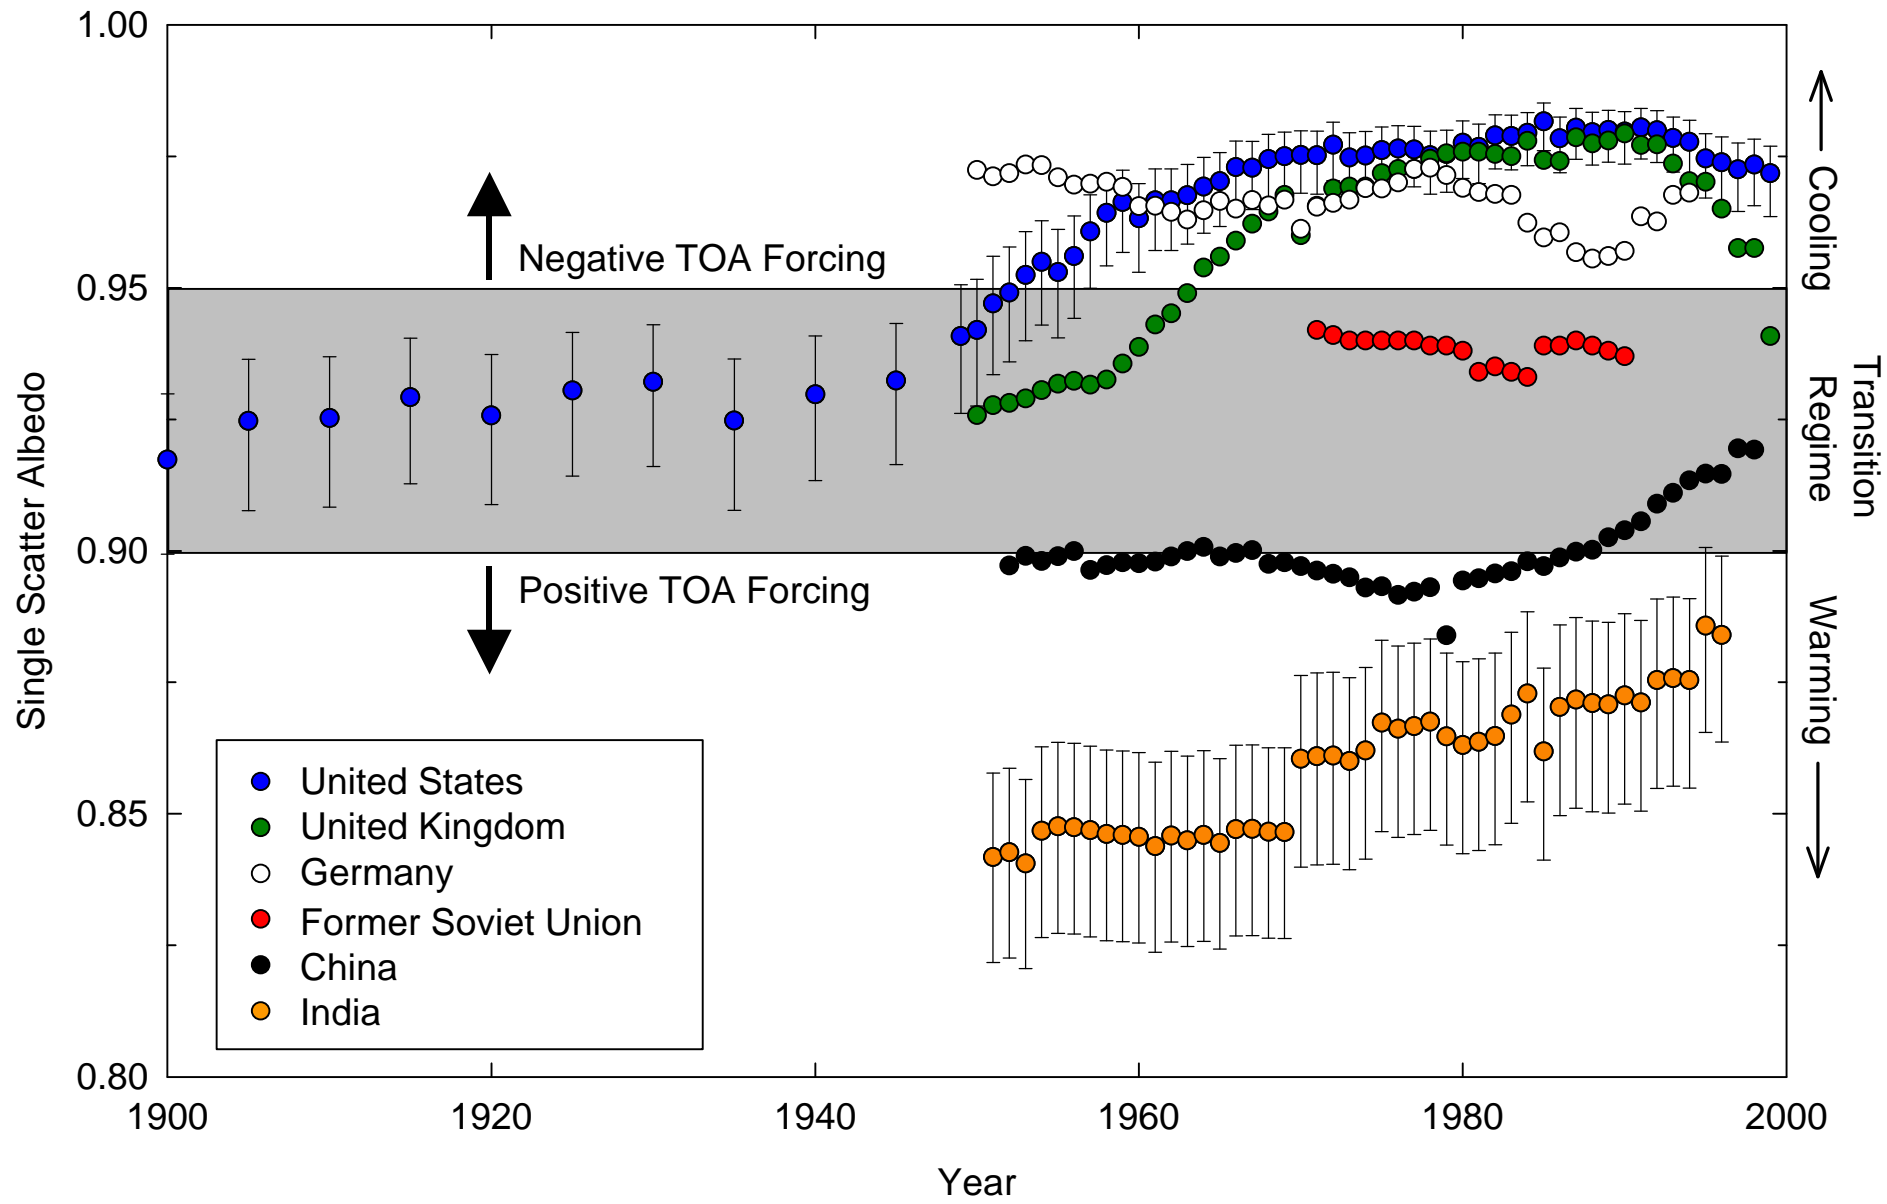 1.00
0.95
0.90
0.85
0.80
Single Scatter Albedo
1900
1920
1940
1960
1980
2000
Year
Negative TOA Forcing
Positive TOA Forcing
United States
United Kingdom
Germany
Former Soviet Union
China
India
Cooling
Transition
Regime
Warming